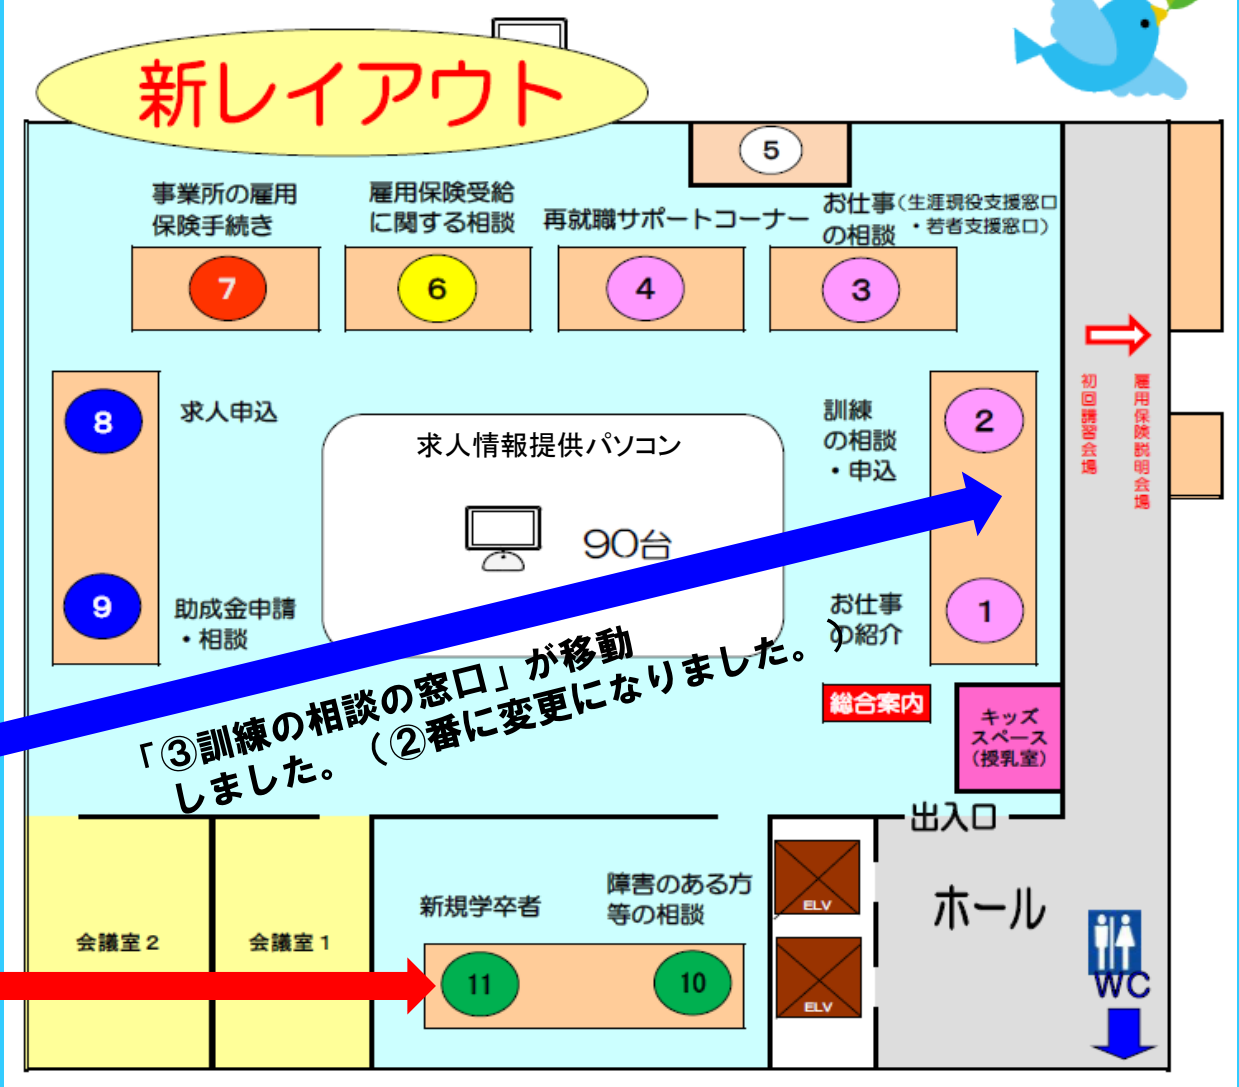 新レイアウト
5
事業所の雇用
保険手続き
雇用保険受給
に関する相談
再就職サポートコーナー
お仕事(生涯現役支援窓口
の相談 ・若者支援窓口)
7
6
4
3
8
求人申込
求人情報提供パソコン
90台
訓練
の相談
・申込
2
初回講習会場
雇用保険説明会場
9
助成金申請
・相談
お仕事
の紹介
1
「③訓練の相談の窓口」が移動
しました。（②番に変更になりました。）
総合案内
キッズ
スペース
(授乳室)
出入口
ホール
会議室2
会議室1
新規学卒者
障害のある方
等の相談
11
10
ELV
ELV
WC